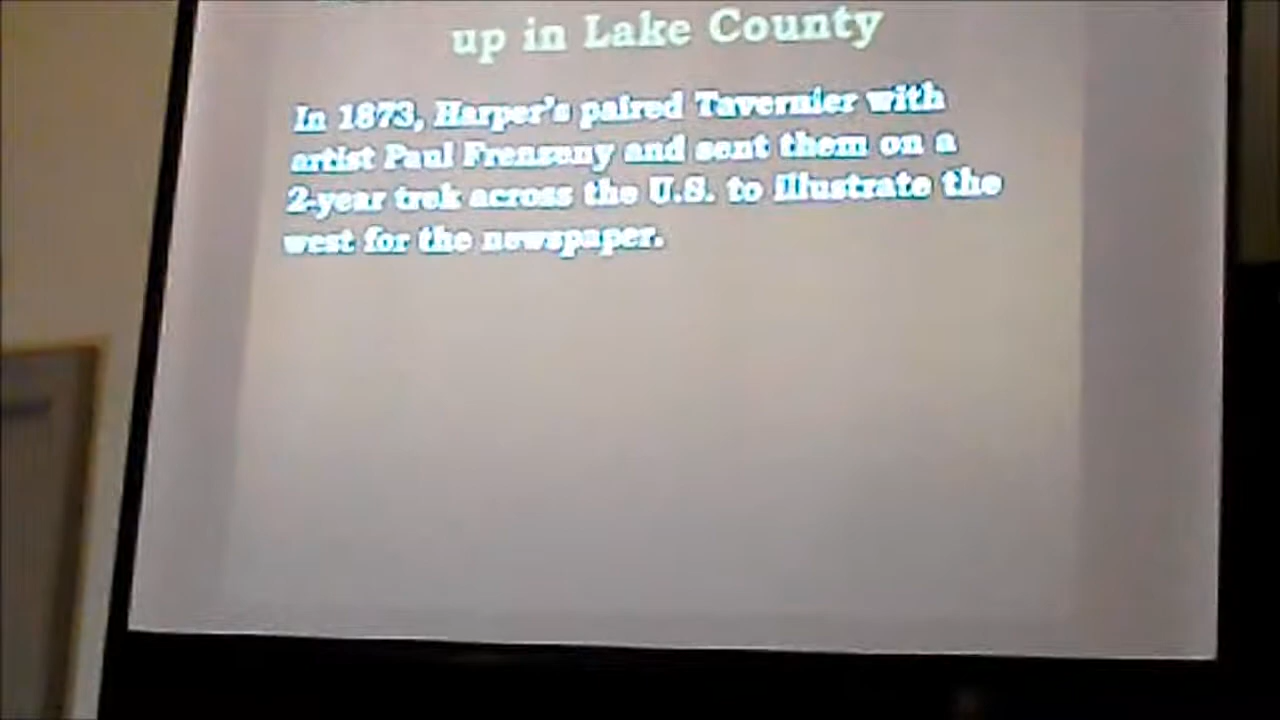 up in Lake County
In 1873, Harper's paired Tavernier with
artist Paul Frenzeny and sent them on a
2-year trek across the U.S. to illustrate the
west for the newspaper.